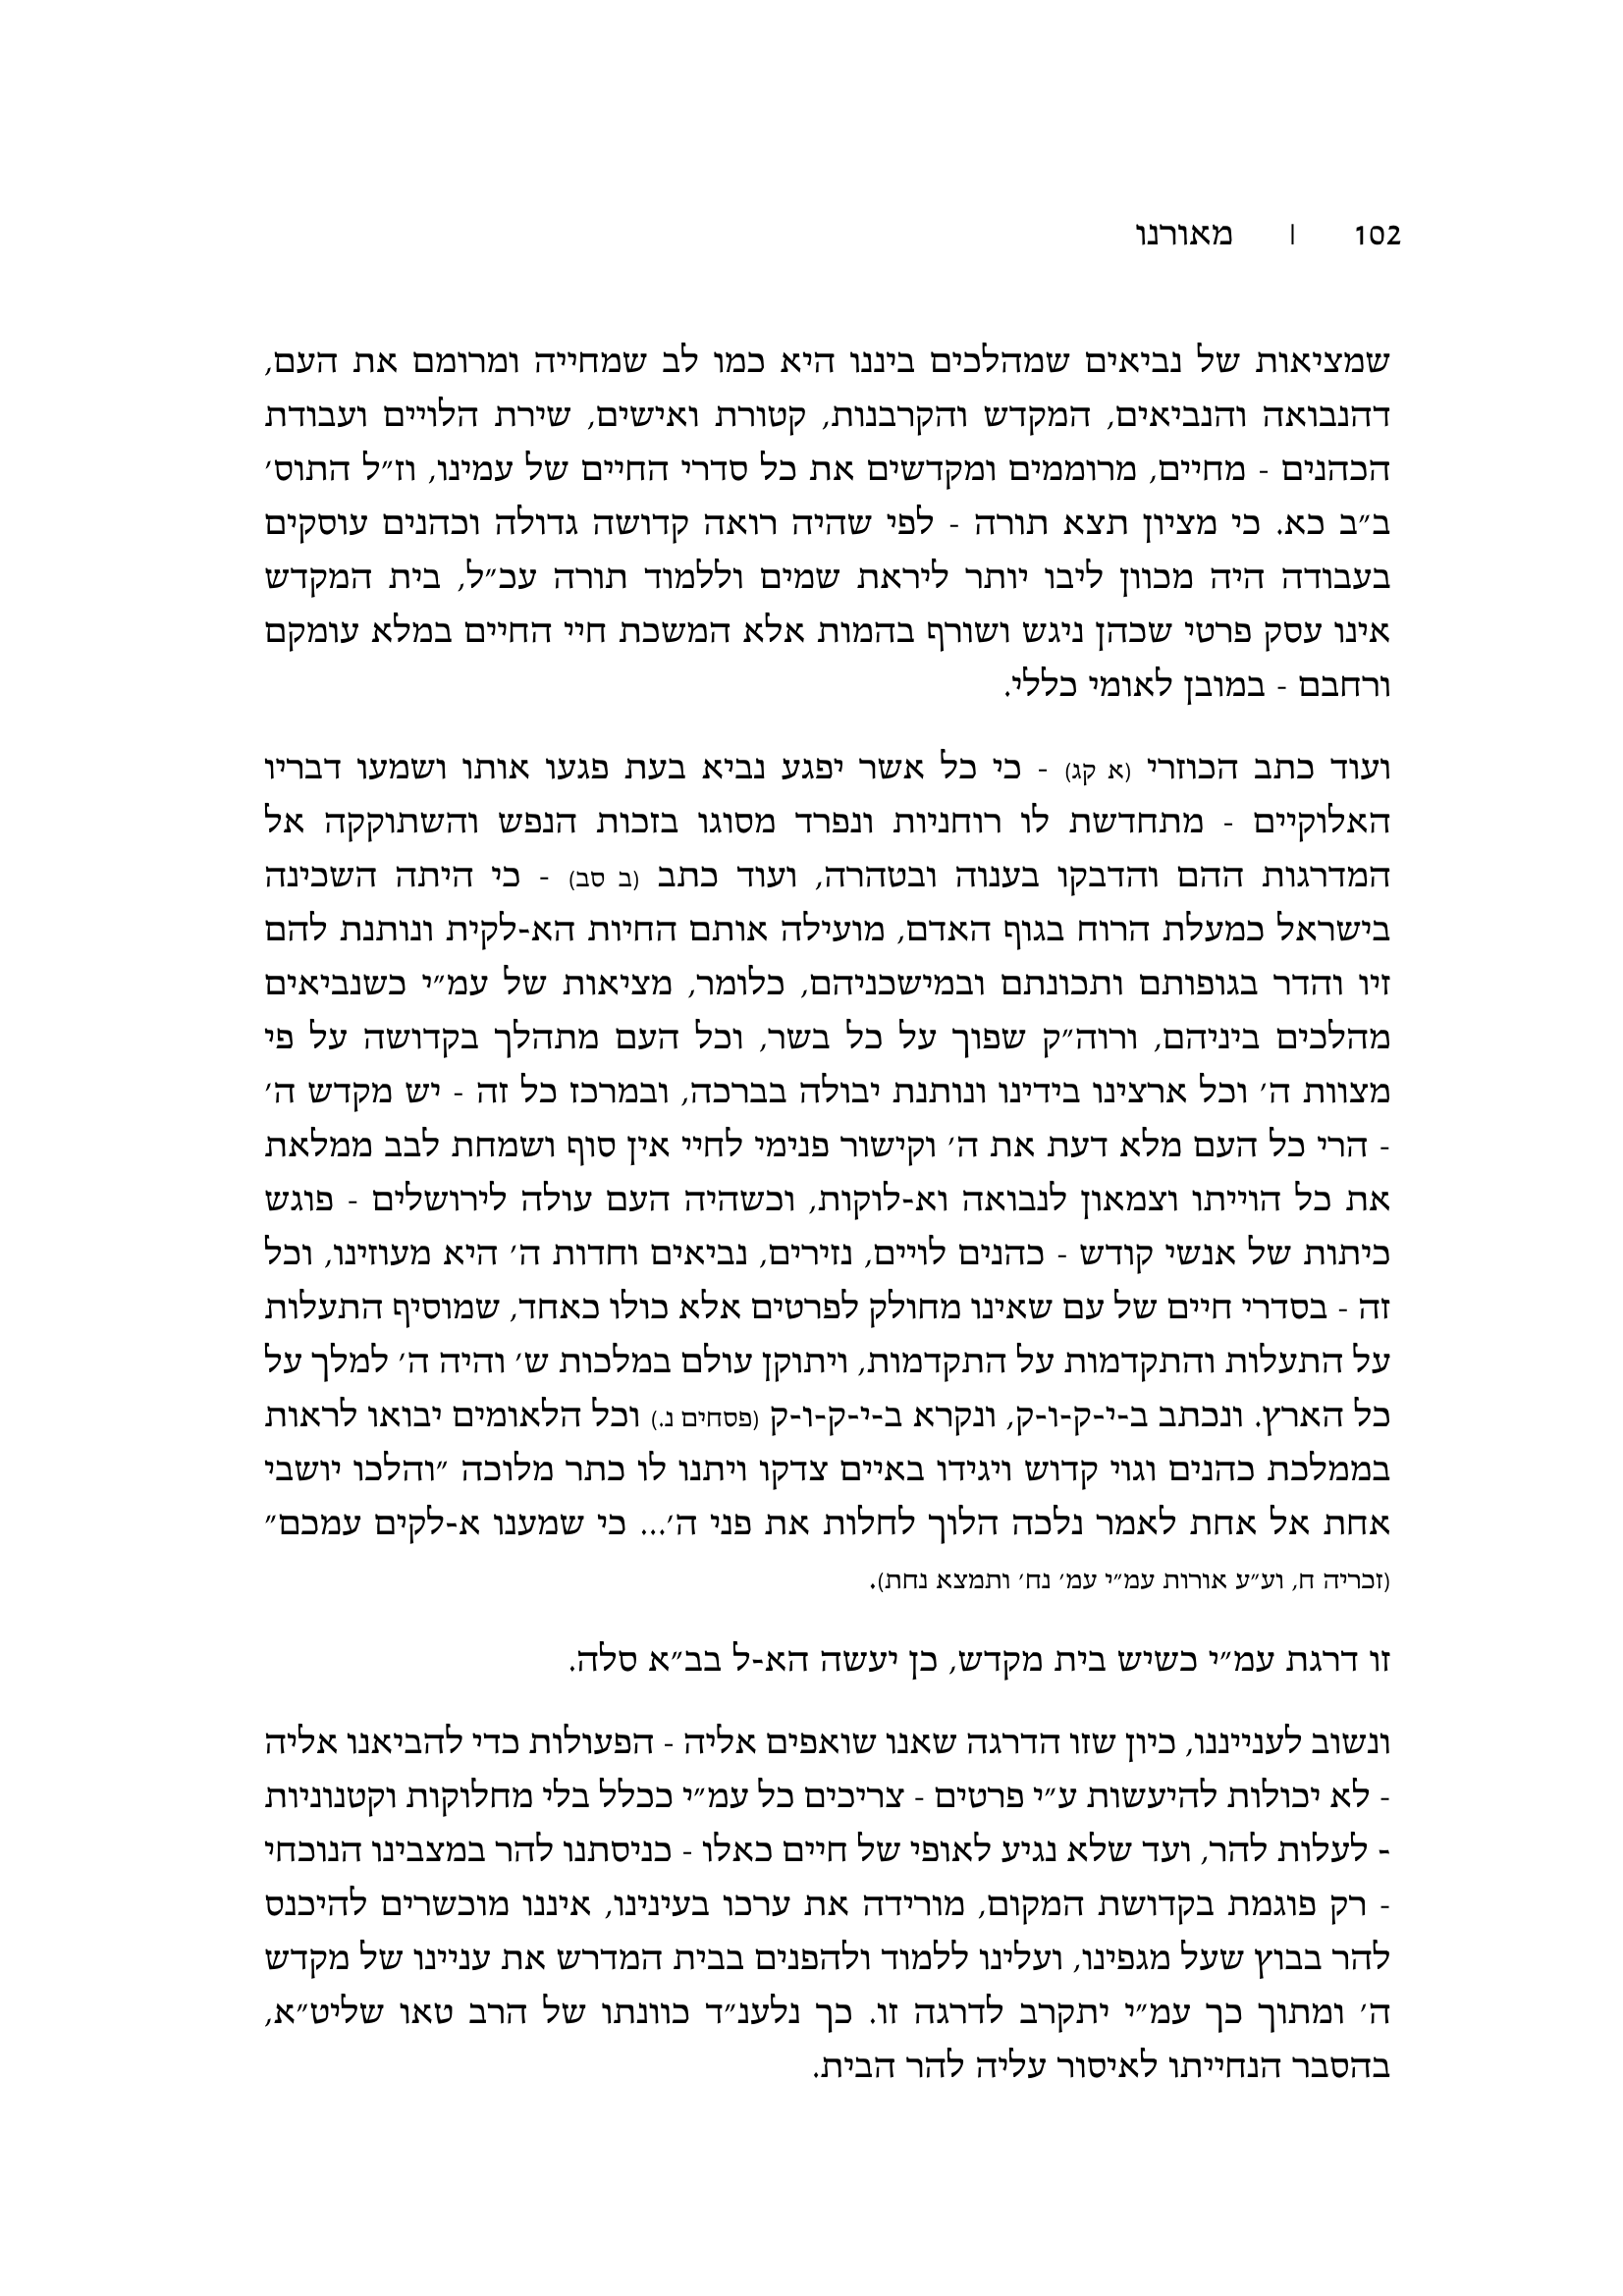 102 | מאורנו
שמציאות של נביאים שמהלכים ביננו היא כמו לב שמחייה ומרומם את העם,
דהנבואה והנביאים, המקדש והקרבנות, קטורת ואישים, שירת הלויים ועבודת
הכהנים - מחיים, מרוממים ומקדשים את כל סדרי החיים של עמינו, וז״ל התוס׳
ב״ב כא. כי מציון תצא תורה - לפי שהיה רואה קדושה גדולה וכהנים עוסקים
בעבודה היה מכוון ליבו יותר ליראת שמים וללמוד תורה עכ״ל, בית המקדש
אינו עסק פרטי שכהן ניגש ושורף בהמות אלא המשכת חיי החיים במלא עומקם
ורחבם - במובן לאומי כללי.
ועוד כתב הכוזרי (א קג) - כי כל אשר יפגע נביא בעת פגעו אותו ושמעו דבריו
האלוקיים - מתחדשת לו רוחניות ונפרד מסוגו בזכות הנפש והשתוקקה אל
המדרגות ההם והדבקו בענוה ובטהרה, ועוד כתב (ב סב) - כי היתה השכינה
בישראל כמעלת הרוח בגוף האדם, מועילה אותם החיות הא-לקית ונותנת להם
זיו והדר בגופותם ותכונתם ובמישכניהם, כלומר, מציאות של עמ״י כשנביאים
מהלכים ביניהם, ורוה״ק שפוך על כל בשר, וכל העם מתהלך בקדושה על פי
מצוות ה׳ וכל ארצינו בידינו ונותנת יבולה בברכה, ובמרכז כל זה - יש מקדש ה׳
- הרי כל העם מלא דעת את ה׳ וקישור פנימי לחיי אין סוף ושמחת לבב ממלאת
את כל הוייתו וצמאון לנבואה וא-לוקות, וכשהיה העם עולה לירושלים - פוגש
כיתות של אנשי קודש - כהנים לויים, נזירים, נביאים וחדות ה׳ היא מעוזינו, וכל
זה - בסדרי חיים של עם שאינו מחולק לפרטים אלא כולו כאחד, שמוסיף התעלות
על התעלות והתקדמות על התקדמות, ויתוקן עולם במלכות ש׳ והיה ה׳ למלך על
כל הארץ. ונכתב ב-י-ק-ו-ק, ונקרא ב-י-ק-ו-ק (פסחים נ.) וכל הלאומים יבואו לראות
בממלכת כהנים וגוי קדוש ויגידו באיים צדקו ויתנו לו כתר מלוכה ״והלכו יושבי
אחת אל אחת לאמר נלכה הלוך לחלות את פני ה׳... כי שמענו א-לקים עמכם״
(זכריה ח, וע״ע אורות עמ״י עמ׳ נח׳ ותמצא נחת).
זו דרגת עמ״י כשיש בית מקדש, כן יעשה הא-ל בב״א סלה.
ונשוב לענייננו, כיון שזו הדרגה שאנו שואפים אליה - הפעולות כדי להביאנו אליה
- לא יכולות להיעשות ע״י פרטים - צריכים כל עמ״י ככלל בלי מחלוקות וקטנוניות
- לעלות להר, ועד שלא נגיע לאופי של חיים כאלו - כניסתנו להר במצבינו הנוכחי
- רק פוגמת בקדושת המקום, מורידה את ערכו בעינינו, איננו מוכשרים להיכנס
להר בבוץ שעל מגפינו, ועלינו ללמוד ולהפנים בבית המדרש את עניינו של מקדש
ה׳ ומתוך כך עמ״י יתקרב לדרגה זו. כך נלענ״ד כוונתו של הרב טאו שליט״א,
בהסבר הנחייתו לאיסור עליה להר הבית.